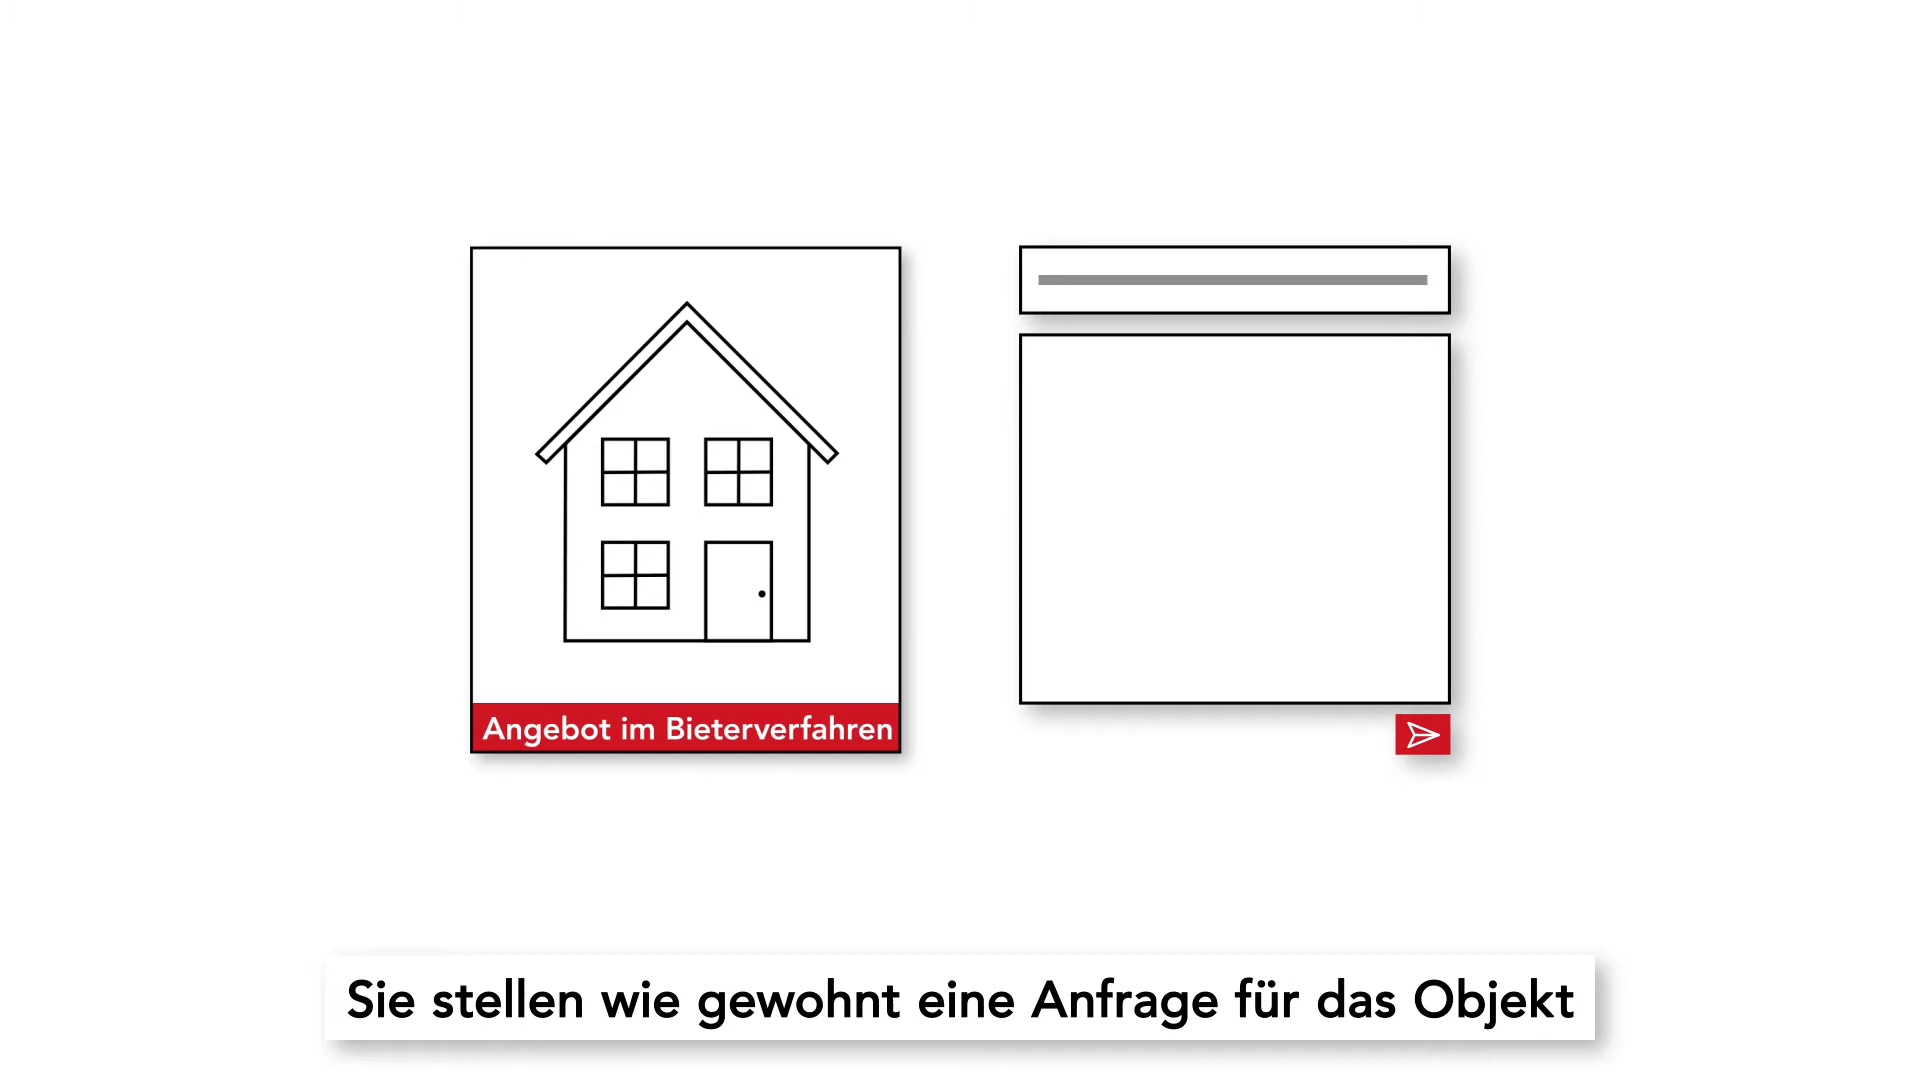 Angebot im Bieterverfahren
Sie stellen wie gewohnt eine Anfrage für das Objekt